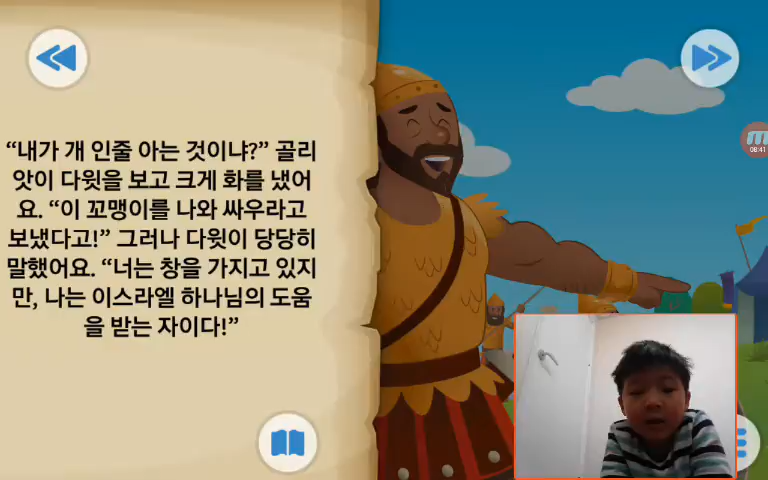 “내가 개 인줄 아는 것이냐?” 골리
앗이 다윗을 보고 크게 화를 냈어
요. “이 꼬맹이를 나와 싸우라고
보냈다고!” 그러나 다윗이 당당히
말했어요. “너는 창을 가지고 있지
만, 나는 이스라엘 하나님의 도움
을 받는 자이다!”
08:41